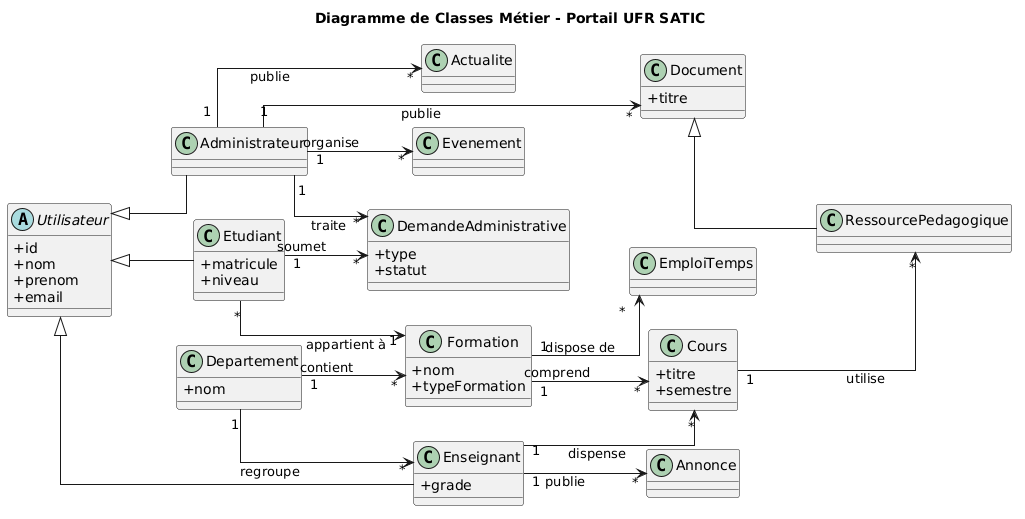 Diagramme de Classes Métier - Portail UFR SATIC
C Actualite
publie
*
1
C Document
+titre
1
publie
*
C Administrateur
organise
1
*
C Evenement
1
traite
*
A Utilisateur
+id
+nom
+prenom
+email
C Etudiant
+matricule
+niveau
soumet
1
*
C DemandeAdministrative
+type
+statut
C RessourcePedagogique
*
C EmploiTemps
*
*
appartient à
1
C Formation
+nom
+typeFormation
1
dispose de
comprend
1
*
C Cours
+titre
+semestre
1
utilise
C Departement
+nom
contient
1
*
1
regroupe
*
C Enseignant
+grade
1
dispense
*
1
publie
*
C Annonce